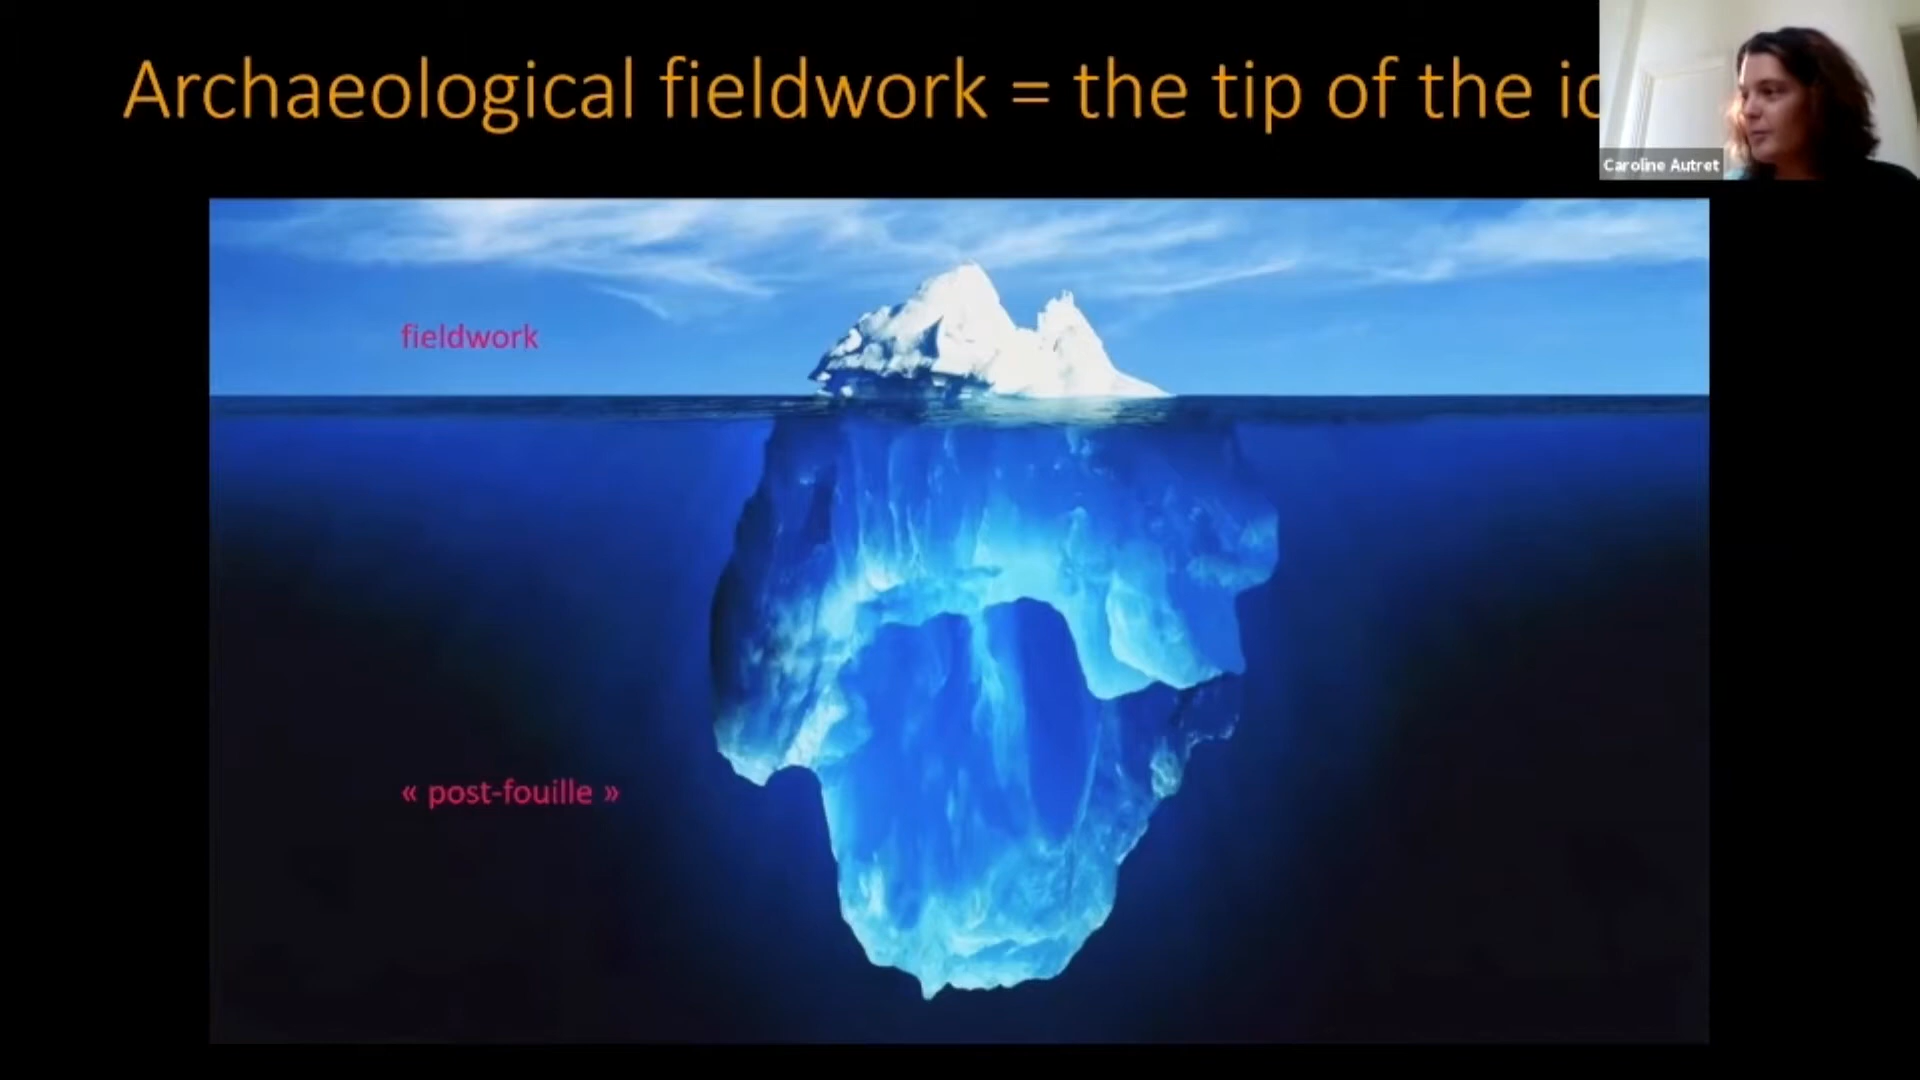 Archaeological fieldwork = the tip of the ic
Caroline Autret
fieldwork
« post-fouille »